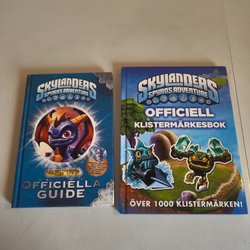 SKYLANDERS
SPYRO'S ADVENTURE
OFFICIELLA
GUIDE
SKYLANDERS
SPYRO'S ADVENTURE
OFFICIELL
KLISTERMÄRKESBOK
ÖVER 1000 KLISTERMÄRKEN!